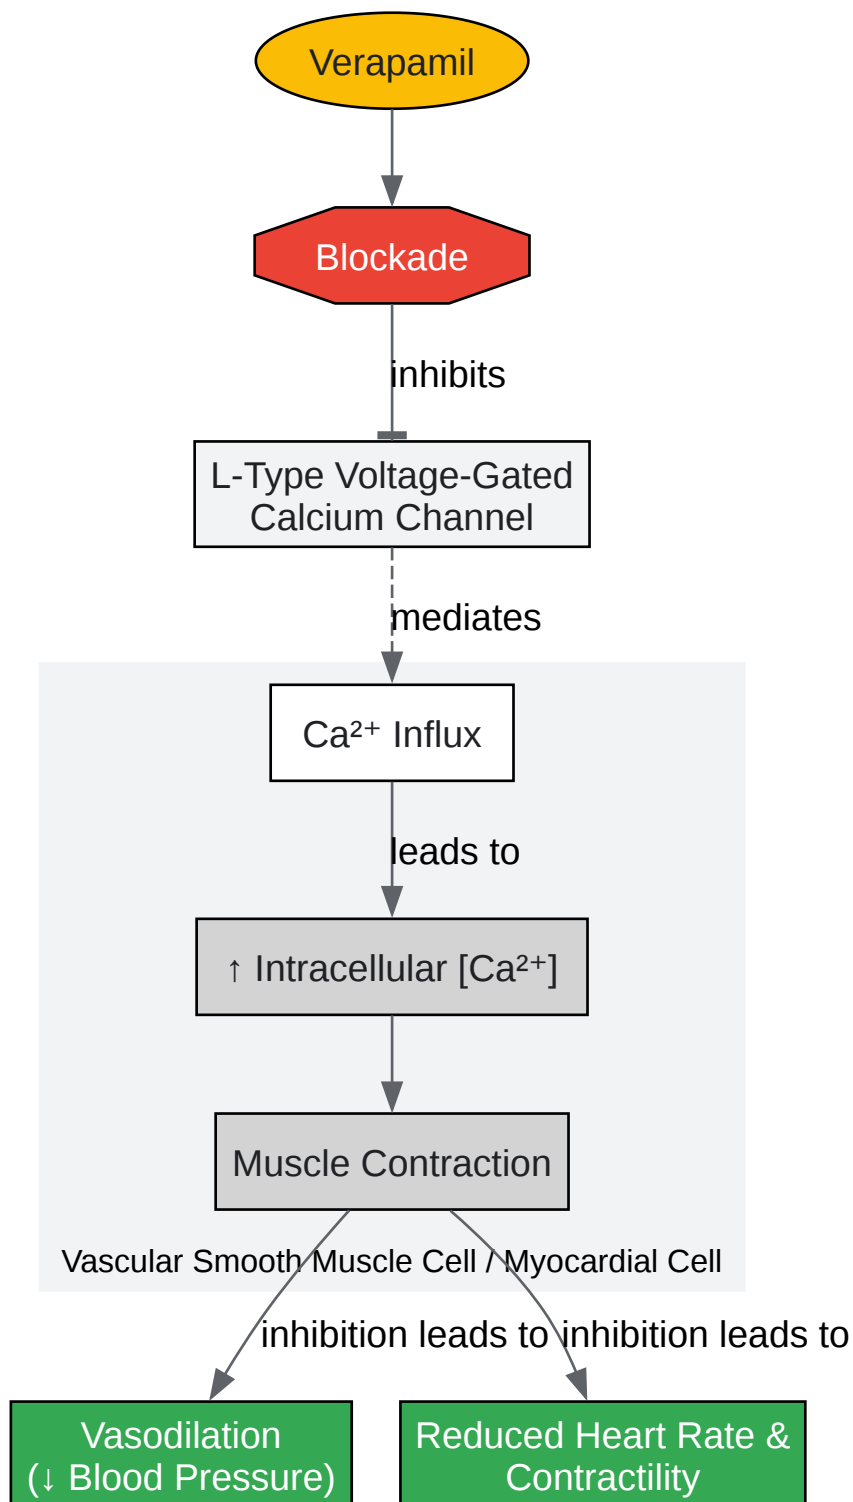 Verapamil
Blockade
inhibits
L-Type Voltage-Gated
Calcium Channel
mediates
Ca²⁺ Influx
leads to
↑ Intracellular [Ca²⁺]
Muscle Contraction
Vascular Smooth Muscle Cell / Myocardial Cell
inhibition leads to
inhibition leads to
Vasodilation
(↓ Blood Pressure)
Reduced Heart Rate &
Contractility